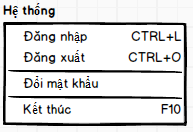 Hệ thống
Đăng nhập CTRL+L
Đăng xuất CTRL+O
Đổi mật khẩu
Kết thúc F10